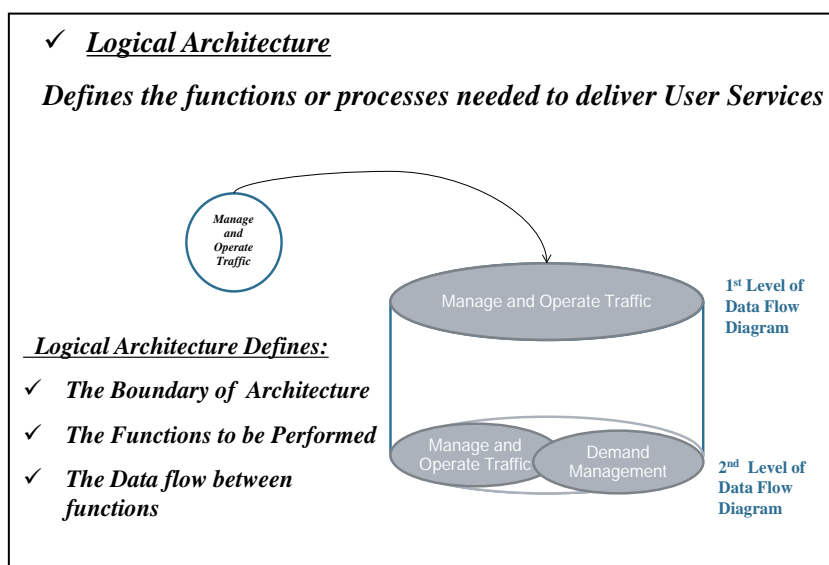 ✓ Logical Architecture
Defines the functions or processes needed to deliver User Services
Manage
and
Operate
Traffic
Manage and Operate Traffic
1st Level of
Data Flow
Diagram
Logical Architecture Defines:
✓ The Boundary of Architecture
✓ The Functions to be Performed
✓ The Data flow between
functions
Manage and
Operate Traffic
Demand
Management
2nd Level of
Data Flow
Diagram